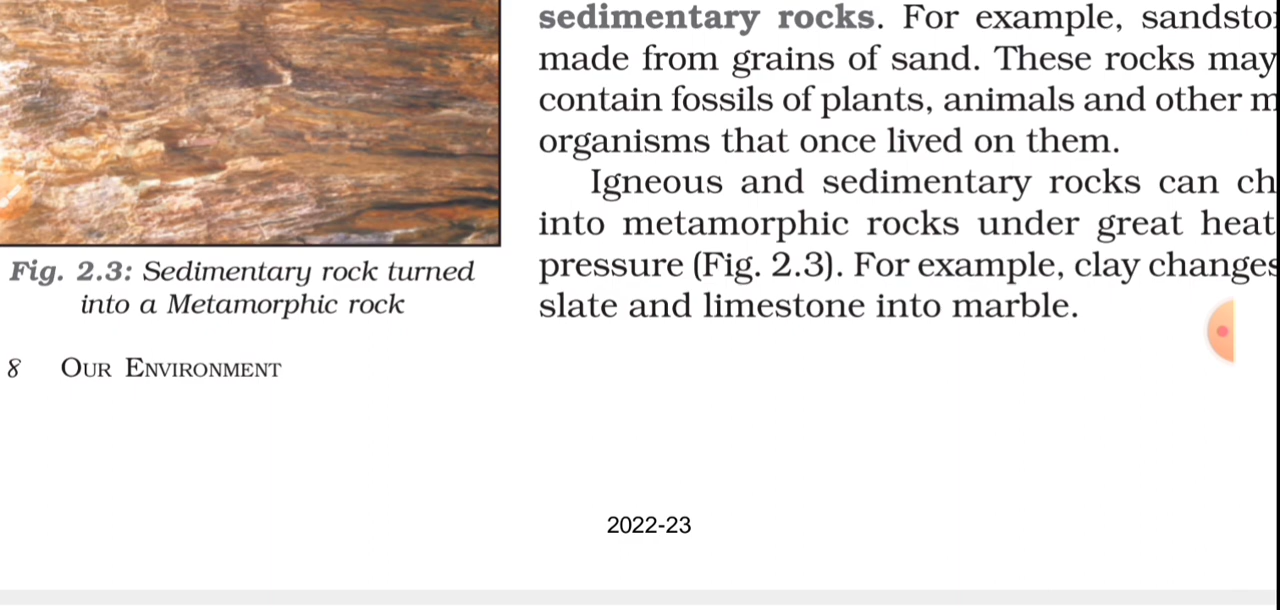 sedimentary rocks. For example, sandsto
made from grains of sand. These rocks may
contain fossils of plants, animals and other m
organisms that once lived on them.
Igneous and sedimentary rocks can ch
into metamorphic rocks under great heat
pressure (Fig. 2.3). For example, clay changes
slate and limestone into marble.
Fig. 2.3: Sedimentary rock turned
into a Metamorphic rock
8 OUR ENVIRONMENT
2022-23